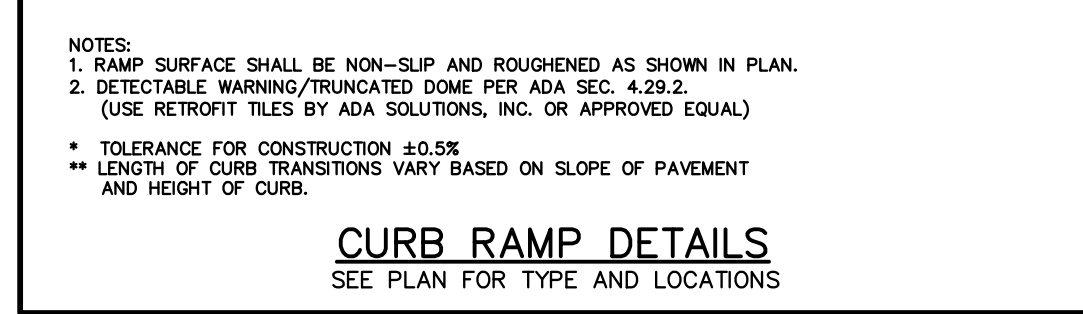 NOTES:
1. RAMP SURFACE SHALL BE NON-SLIP AND ROUGHENED AS SHOWN IN PLAN.
2. DETECTABLE WARNING/TRUNCATED DOME PER ADA SEC. 4.29.2.
(USE RETROFIT TILES BY ADA SOLUTIONS, INC. OR APPROVED EQUAL)
* TOLERANCE FOR CONSTRUCTION ±0.5%
** LENGTH OF CURB TRANSITIONS VARY BASED ON SLOPE OF PAVEMENT
AND HEIGHT OF CURB.
CURB RAMP DETAILS
SEE PLAN FOR TYPE AND LOCATIONS